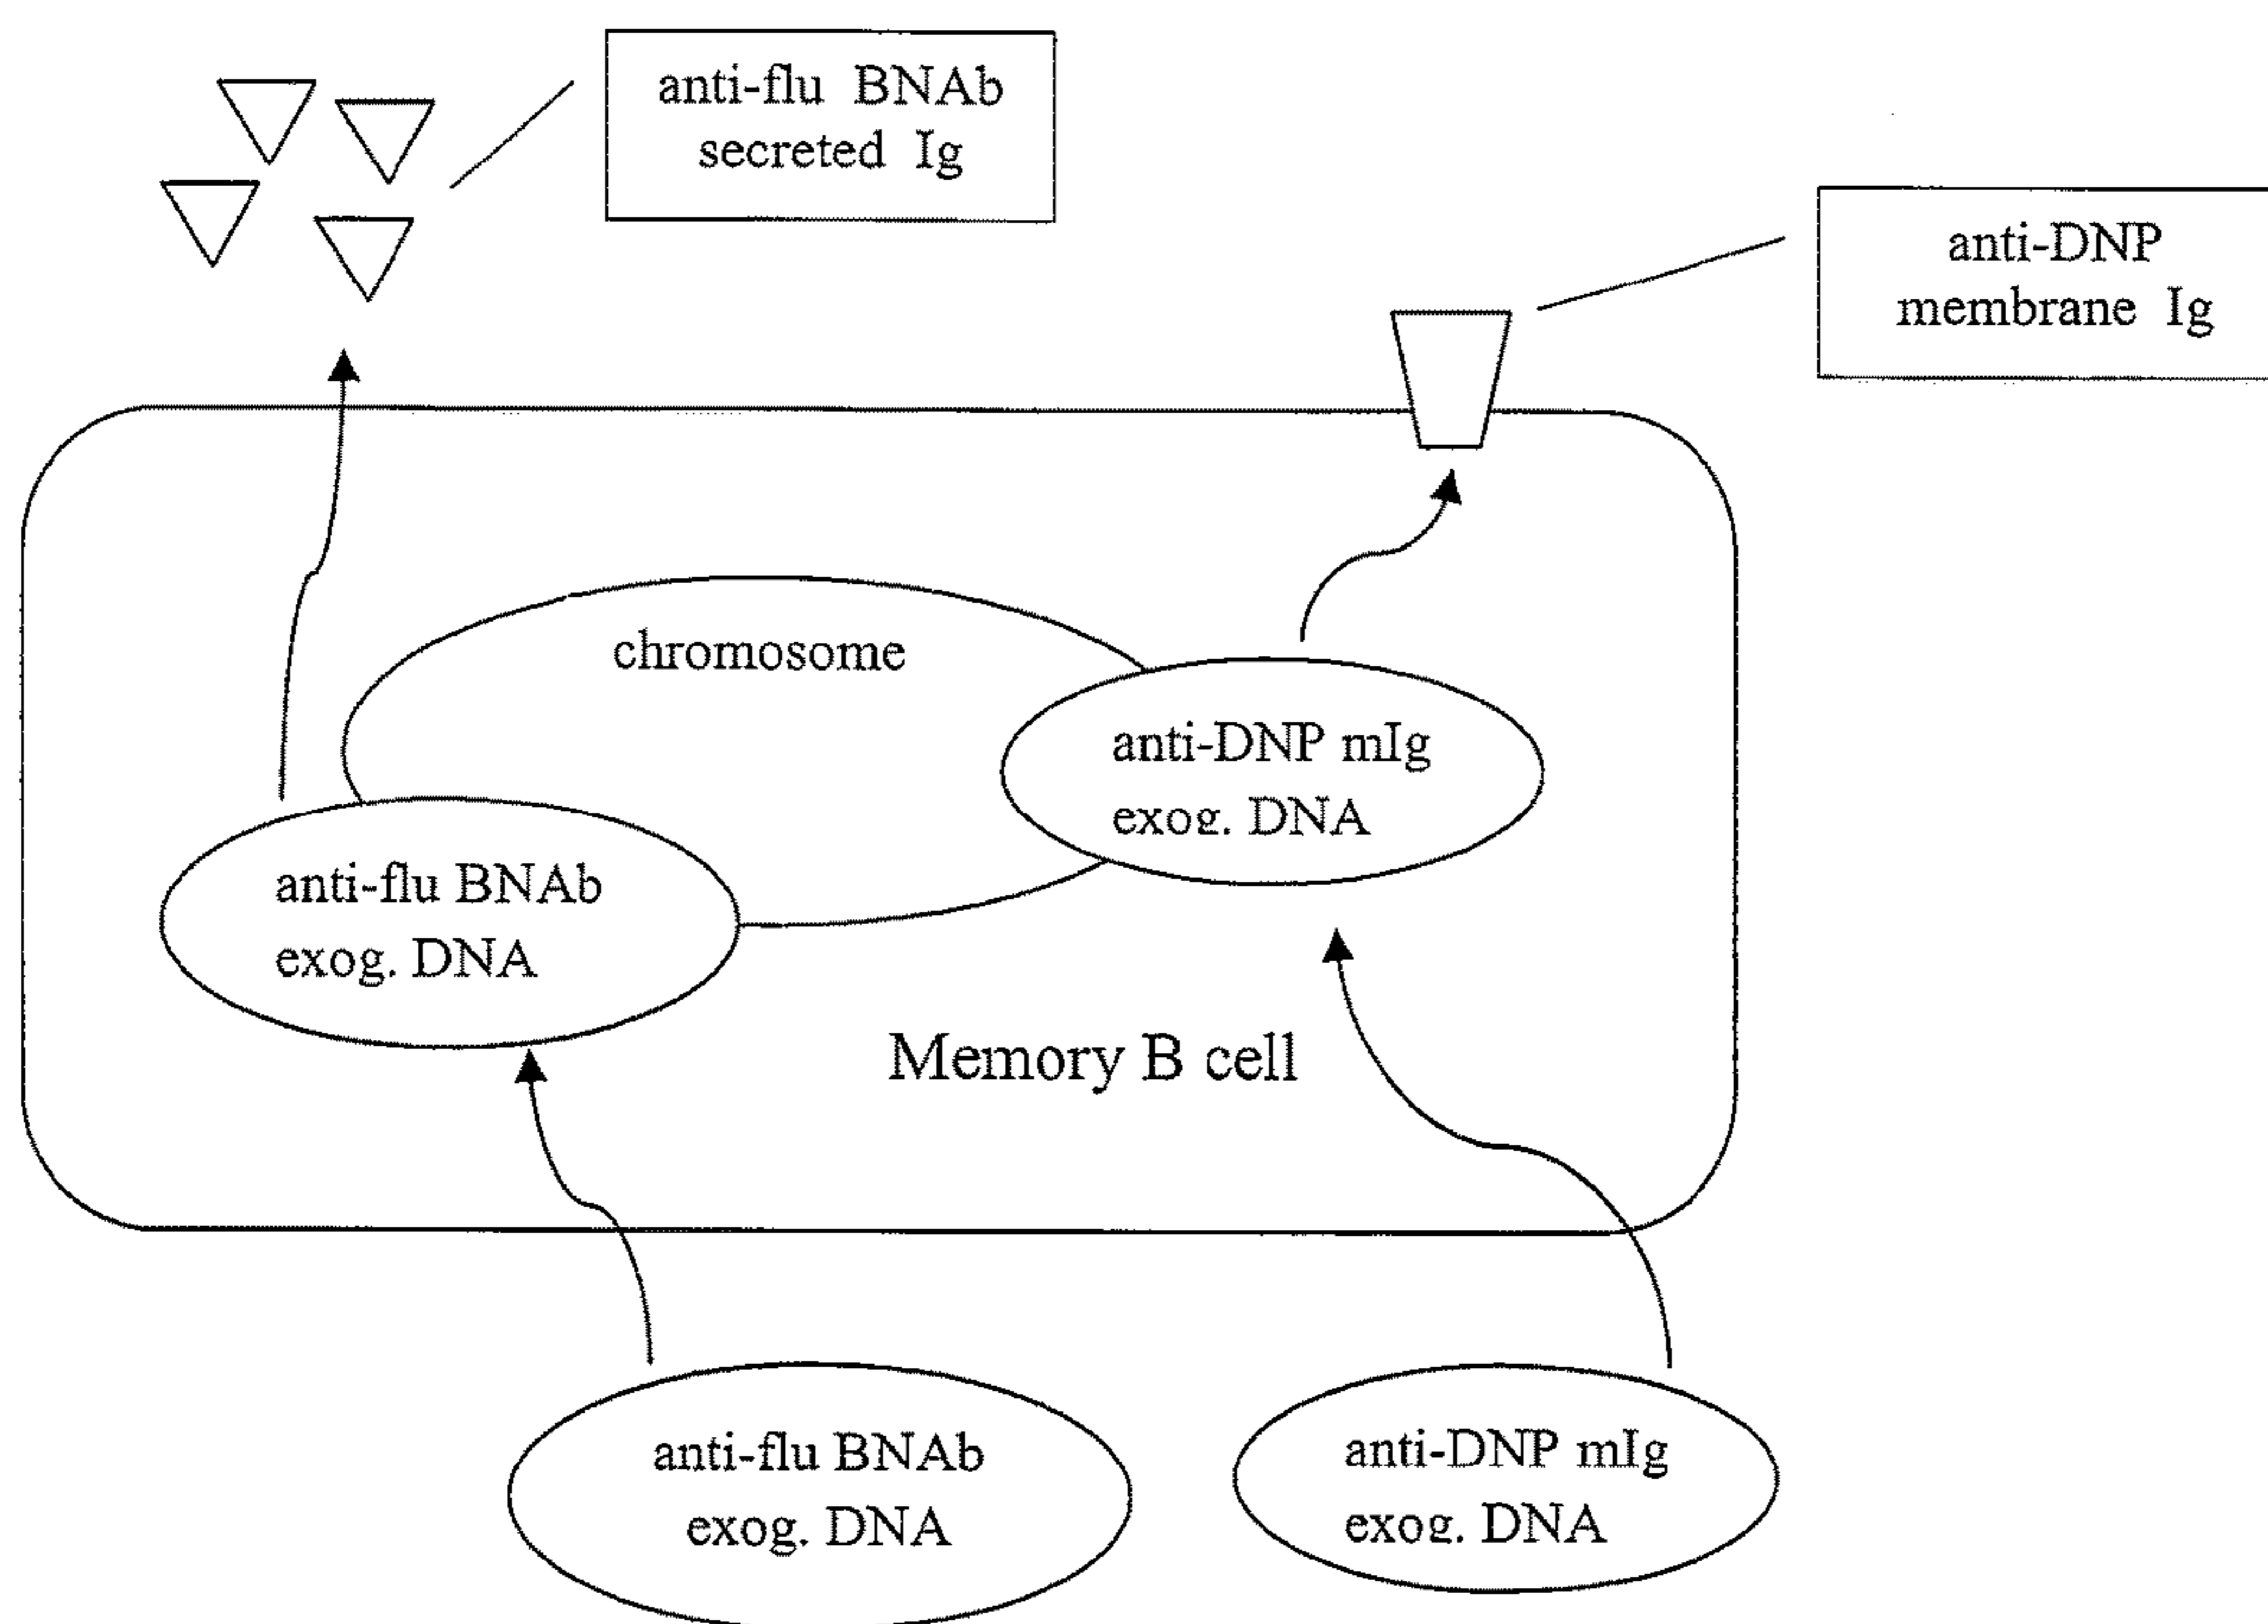 anti-flu BNAb
secreted Ig
anti-DNP
membrane Ig
chromosome
anti-DNP mIg
exog. DNA
anti-flu BNAb
exog. DNA
Memory B cell
anti-flu BNAb
exog. DNA
anti-DNP mIg
exog. DNA